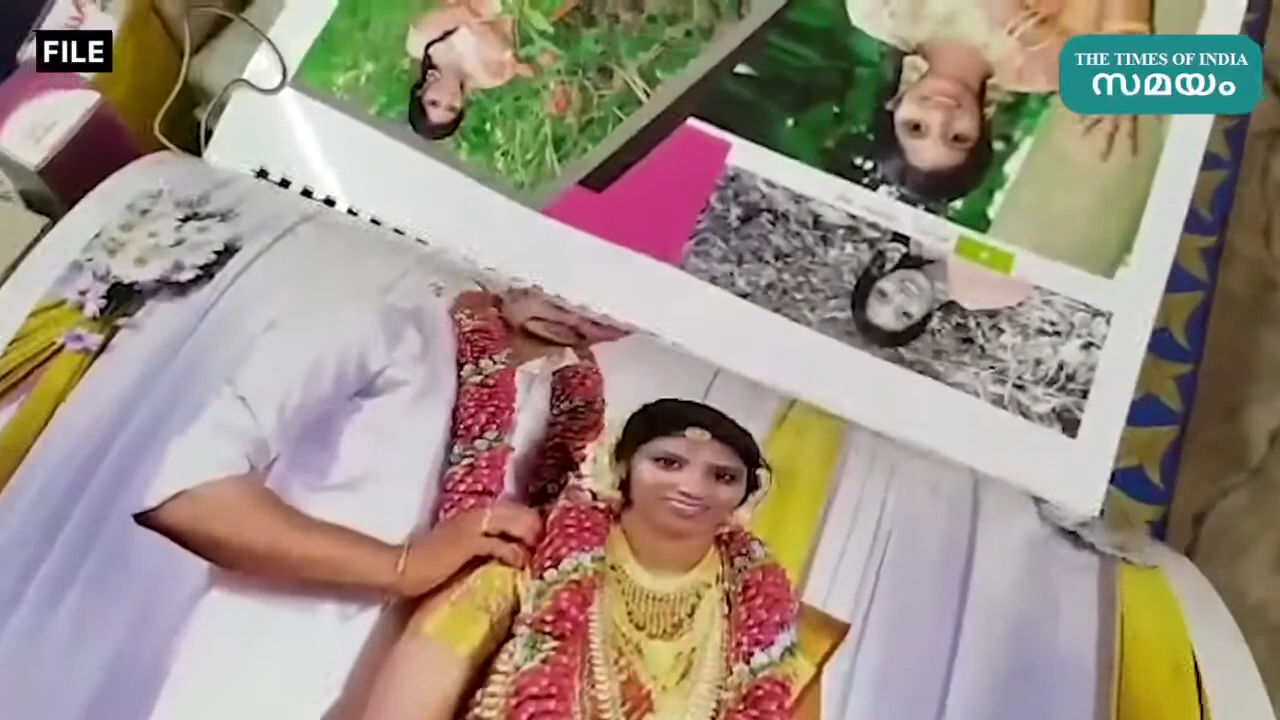 FILE
THE TIMES OF INDIA
സമയം